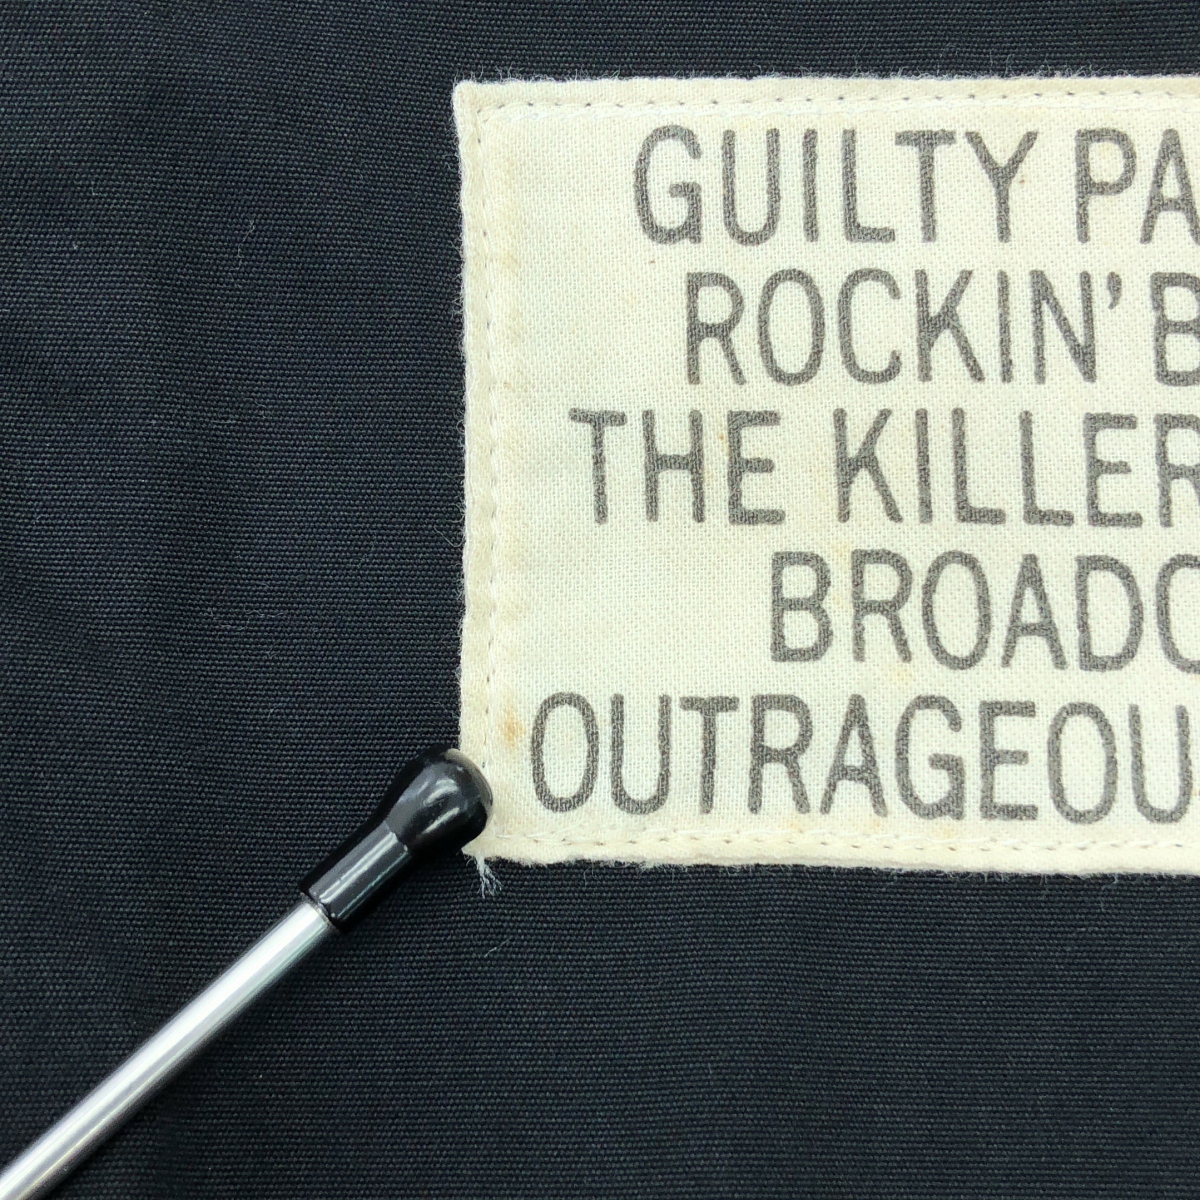 GUILTY PA
ROCKIN' B
THE KILLER
BROADC
OUTRAGEOU